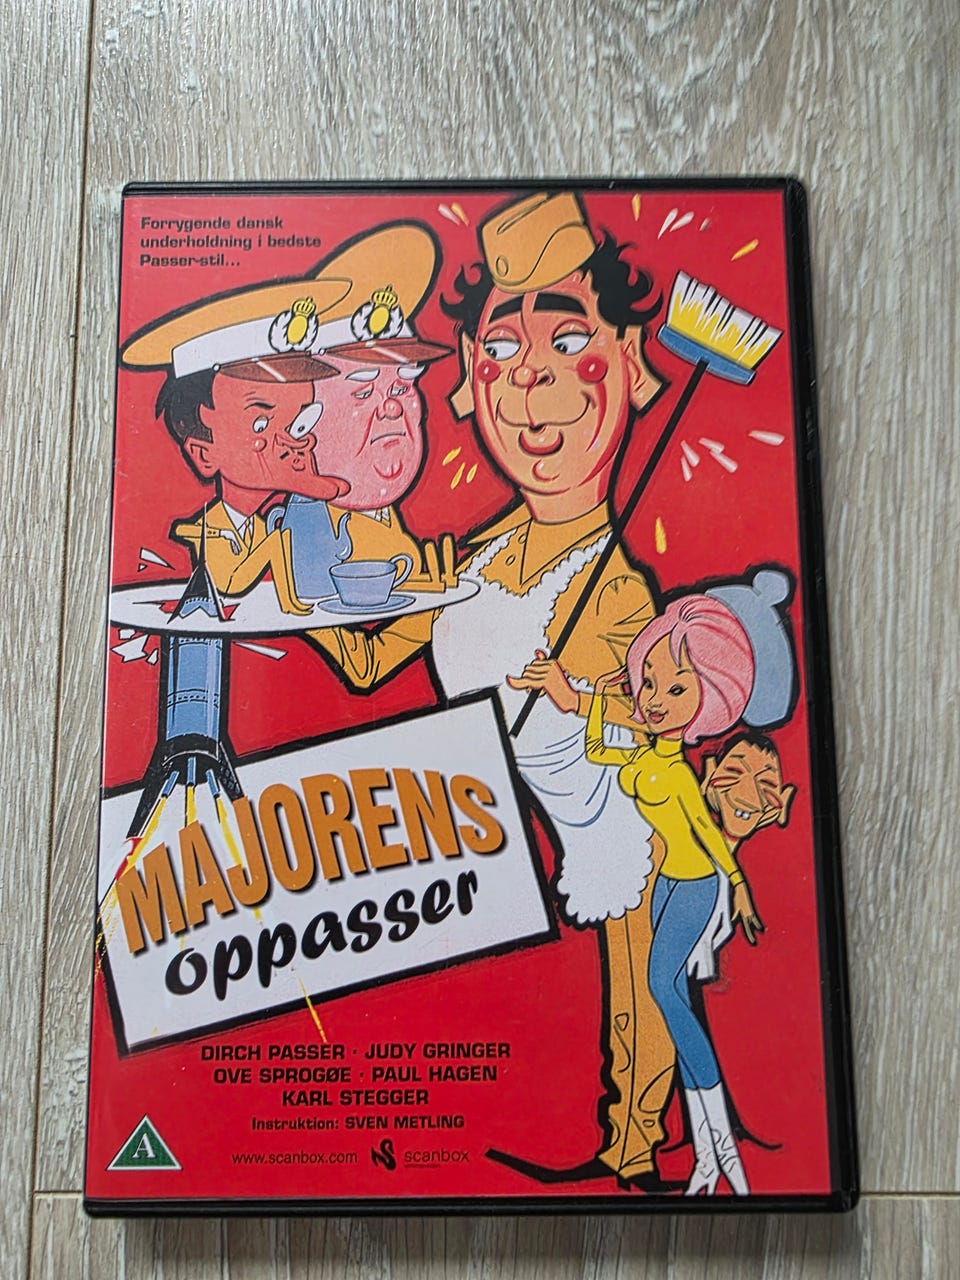 Forrygende dansk
underholdning i bedste
Passer-stil...
MAJORENS
oppasser
DIRCH PASSER · JUDY GRINGER
OVE SPROGØE · PAUL HAGEN
KARL STEGGER
Instruktion: SVEN METLING
A
www.scanbox.com scanbox